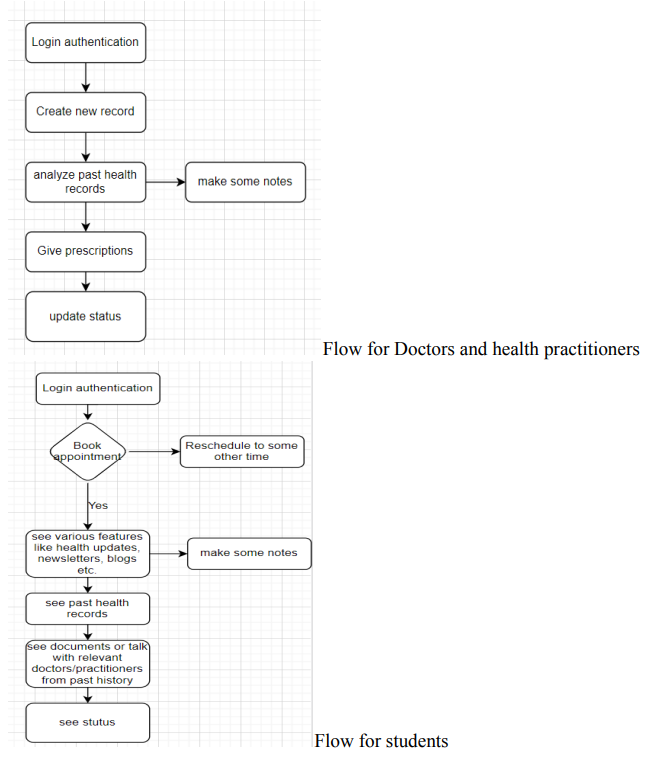 Login authentication
Create new record
analyze past health
records
make some notes
Give prescriptions
update status
Flow for Doctors and health practitioners
Login authentication
Book
appointment
Reschedule to some
other time
Yes
see various features
like health updates,
newsletters, blogs
etc.
make some notes
see past health
records
see documents or talk
with relevant
doctors/practitioners
from past history
see stutus
Flow for students